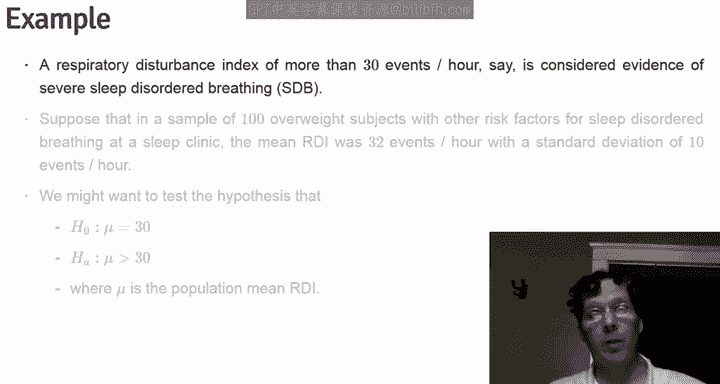 Example
· A respiratory disturbance index of more than 30 events / hour, say, is considered evidence of
severe sleep disordered breathing (SDB).
· Suppose that in a sample of 100 overweight subjects with other risk factors for sleep disordered
breathing at a sleep clinic, the mean RDI was 32 events / hour with a standard deviation of 10
events / hour.
· We might want to test the hypothesis that
- H₀ : μ = 30
- Hₐ : μ > 30
- where μ is the population mean RDI.